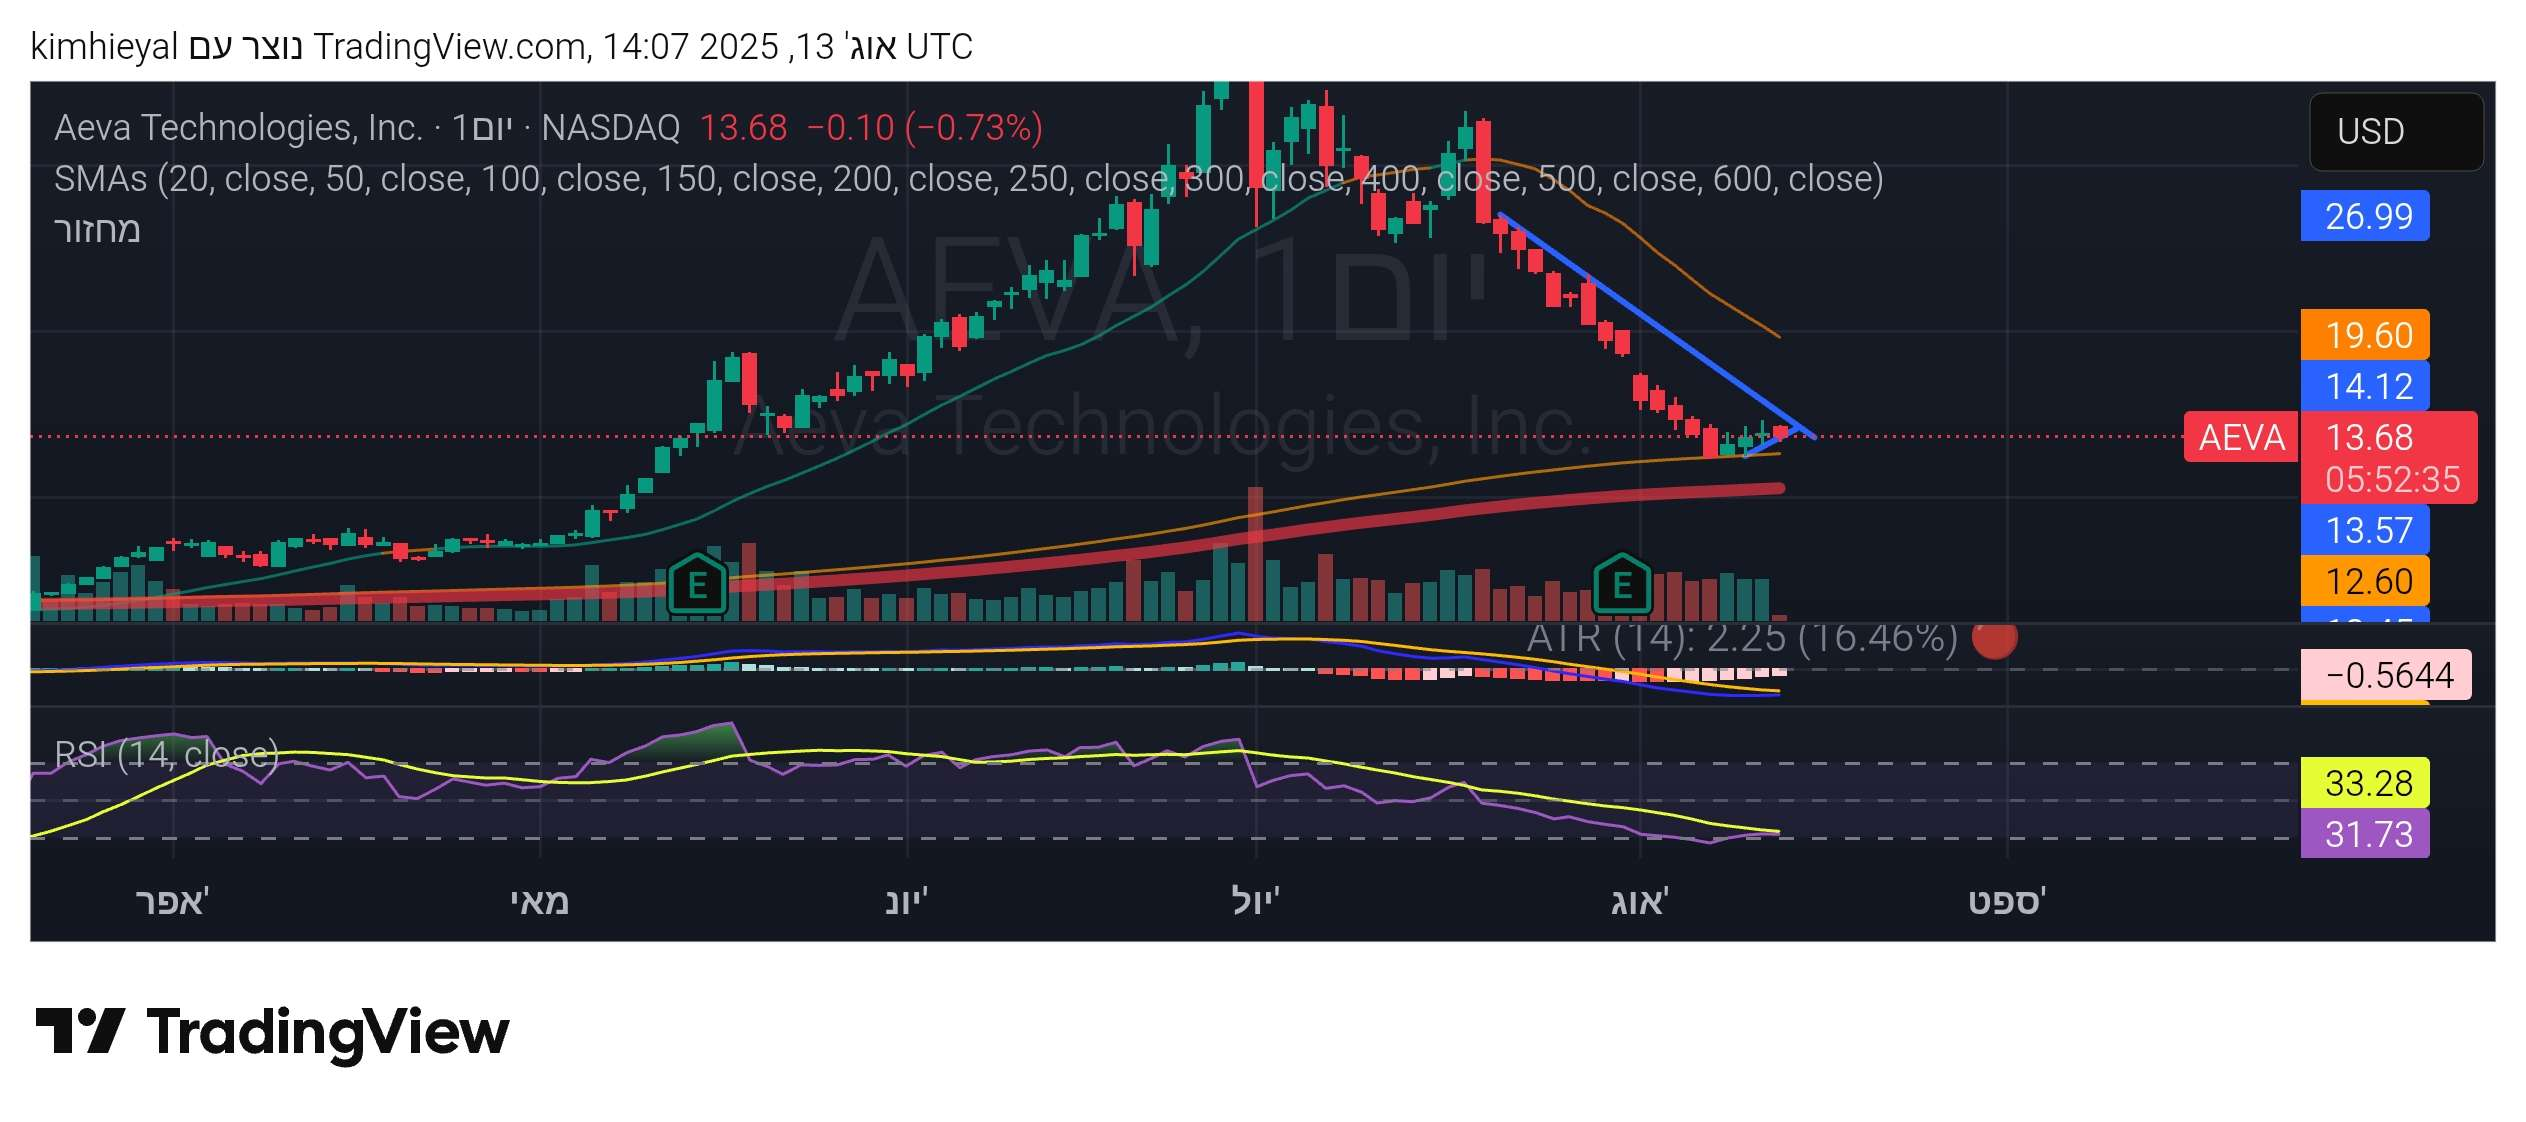 kimhieyal נוצר עם TradingView.com, אוג' 13, 2025 14:07 UTC
Aeva Technologies, Inc. · 1יום · NASDAQ 13.68 −0.10 (−0.73%)
SMAs (20, close, 50, close, 100, close, 150, close, 200, close, 250, close, 300, close, 400, close, 500, close, 600, close)
מחזור
AEVA, 1יום
Aeva Technologies, Inc.
USD
26.99
19.60
14.12
AEVA 13.68
05:52:35
13.57
12.60
E
E
ATR (14): 2.25 (16.46%)
−0.5644
RSI (14, close)
33.28
31.73
אפר' מאי יונ' יול' אוג' ספט'
TradingView